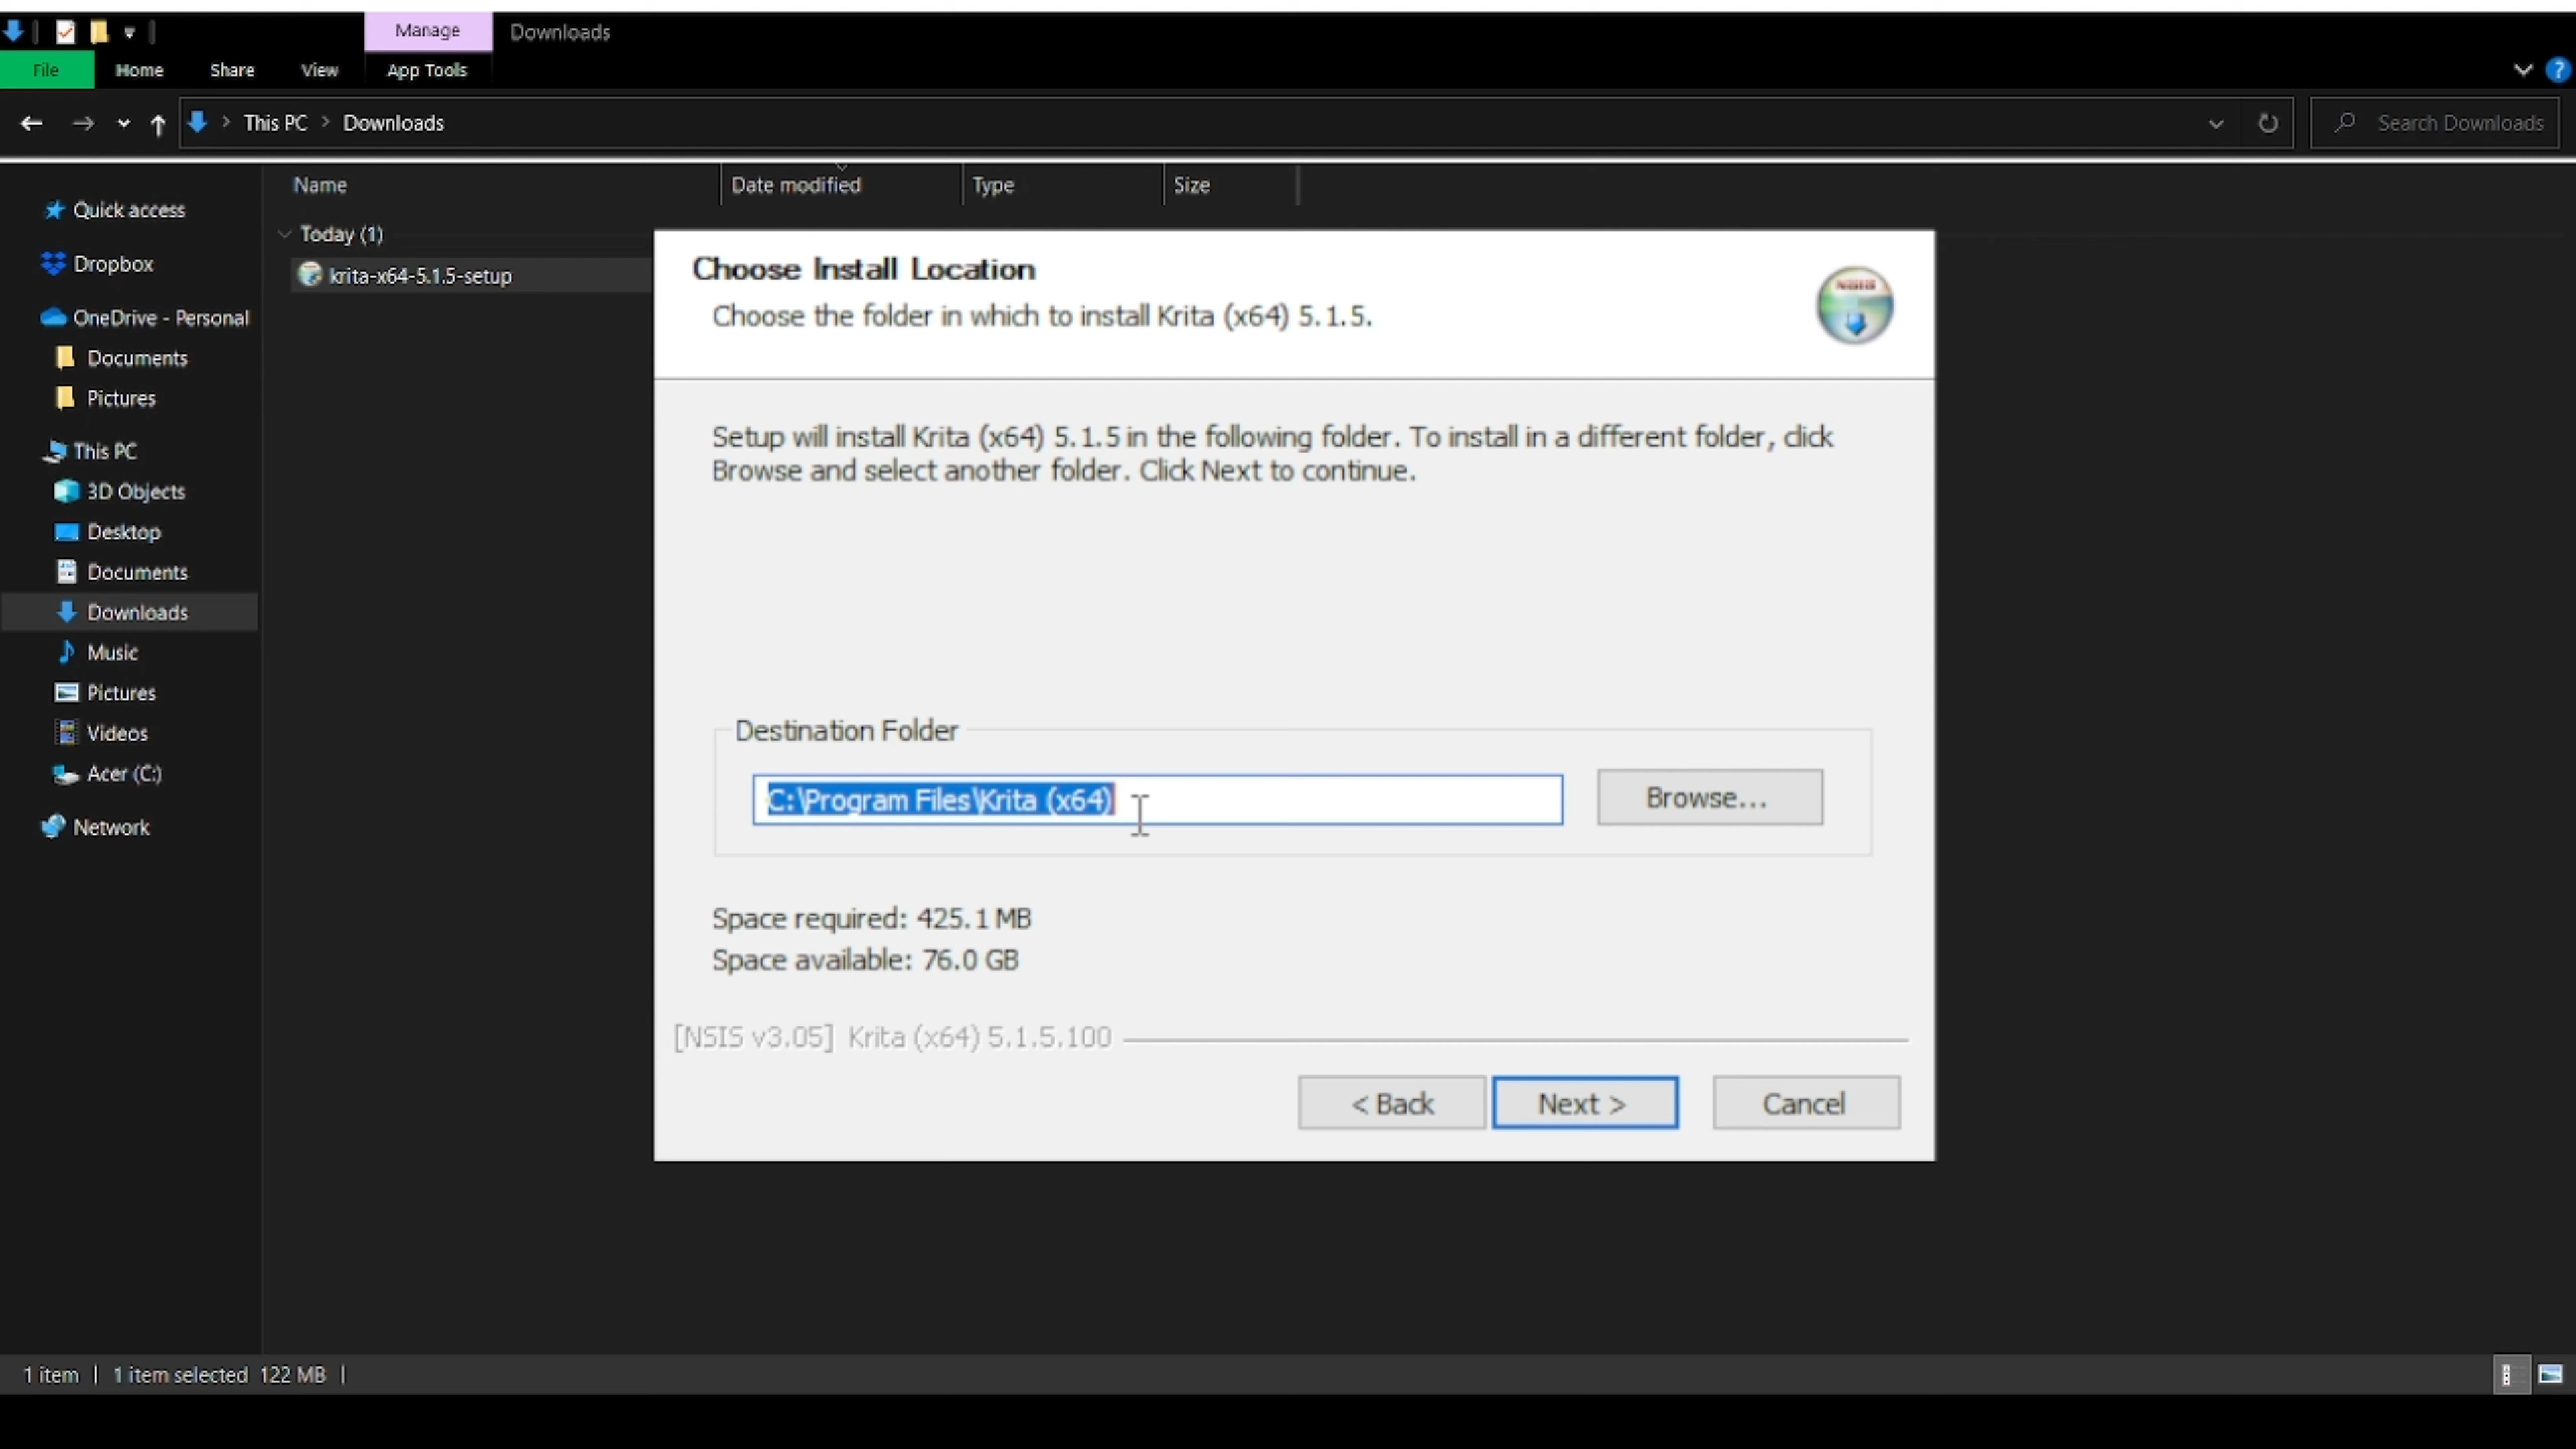 Manage
Downloads
File
Home
Share
View
App Tools
This PC > Downloads
Search Downloads
Name
Date modified
Type
Size
Quick access
Dropbox
OneDrive - Personal
Documents
Pictures
This PC
3D Objects
Desktop
Documents
Downloads
Music
Pictures
Videos
Acer (C:)
Network
Today (1)
krita-x64-5.1.5-setup
Choose Install Location
Choose the folder in which to install Krita (x64) 5.1.5.
Setup will install Krita (x64) 5.1.5 in the following folder. To install in a different folder, click
Browse and select another folder. Click Next to continue.
Destination Folder
C:\Program Files\Krita (x64)
Browse...
Space required: 425.1 MB
Space available: 76.0 GB
[NSIS v3.05] Krita (x64) 5.1.5.100
< Back
Next >
Cancel
1 item | 1 item selected 122 MB |